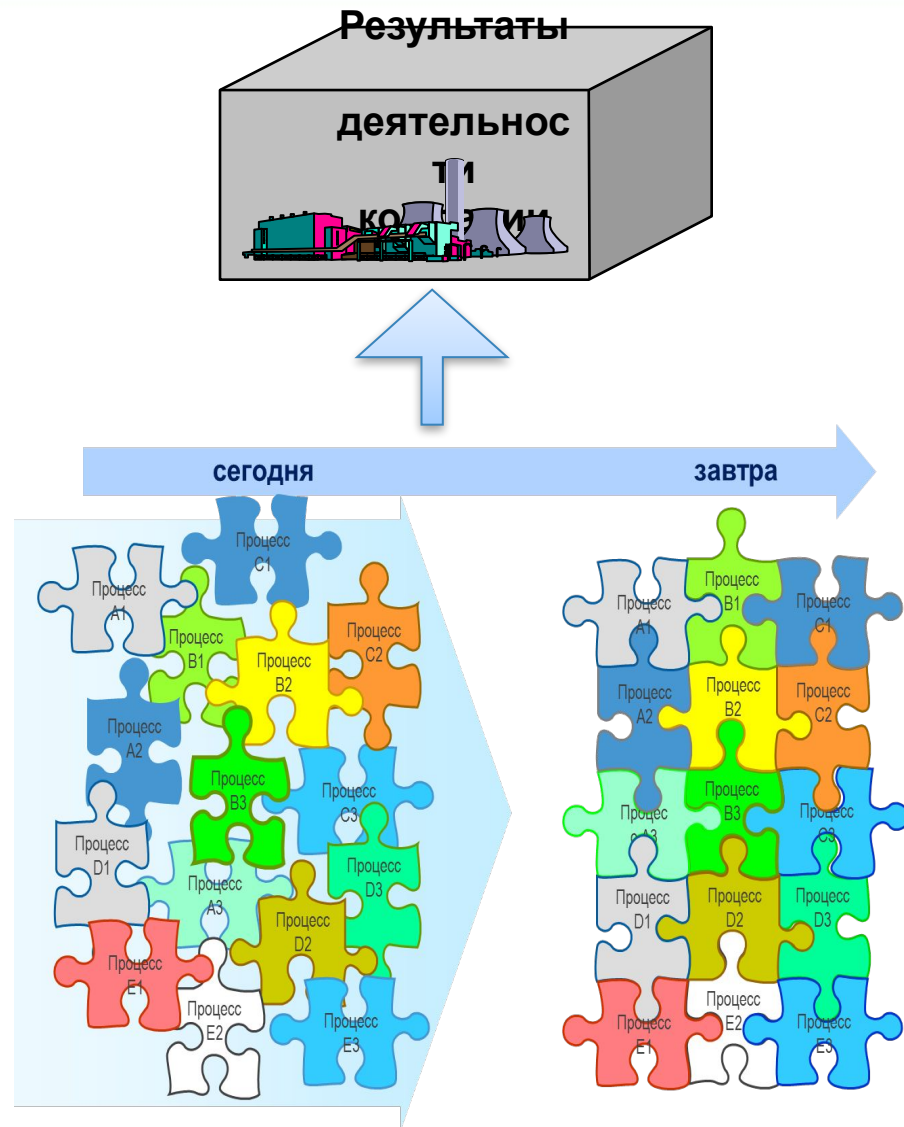 Результаты
деятельнос
ти
сегодня
завтра
Процесс
C1
Процесс
A1
Процесс
B1
Процесс
C2
Процесс
B2
Процесс
A2
Процесс
B3
Процесс
C3
Процесс
D1
Процесс
A3
Процесс
D3
Процесс
D2
Процесс
E1
Процесс
E2
Процесс
E3
Процесс
A1
Процесс
B1
Процесс
C1
Процесс
A2
Процесс
B2
Процесс
C2
Процес
с A3
Процесс
B3
Процесс
C3
Процесс
D1
Процесс
D2
Процесс
D3
Процесс
E1
Процесс
E2
Процесс
E3